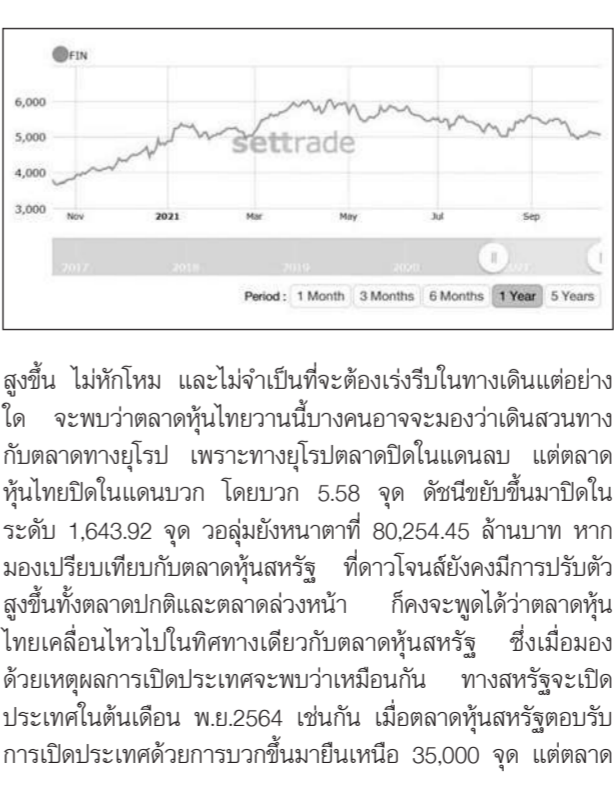 FIN
6,000
5,000
4,000
3,000
settrade
Nov 2021 Mar May Jul Sep
2017 2018 2019 2020
Period : 1 Month 3 Months 6 Months 1 Year 5 Years
สูงขึ้น ไม่หักโหม และไม่จำเป็นที่จะต้องเร่งรีบในทางเดินแต่อย่าง
ใด จะพบว่าตลาดหุ้นไทยวานนี้บางคนอาจจะมองว่าเดินสวนทาง
กับตลาดทางยุโรป เพราะทางยุโรปตลาดปิดในแดนลบ แต่ตลาด
หุ้นไทยปิดในแดนบวก โดยบวก 5.58 จุด ดัชนีขยับขึ้นมาปิดใน
ระดับ 1,643.92 จุด วอลุ่มยังหนาตาที่ 80,254.45 ล้านบาท หาก
มองเปรียบเทียบกับตลาดหุ้นสหรัฐ ที่ดาวโจนส์ยังคงมีการปรับตัว
สูงขึ้นทั้งตลาดปกติและตลาดล่วงหน้า ก็คงจะพูดได้ว่าตลาดหุ้น
ไทยเคลื่อนไหวไปในทิศทางเดียวกับตลาดหุ้นสหรัฐ ซึ่งเมื่อมอง
ด้วยเหตุผลการเปิดประเทศจะพบว่าเหมือนกัน ทางสหรัฐจะเปิด
ประเทศในต้นเดือน พ.ย.2564 เช่นกัน เมื่อตลาดหุ้นสหรัฐตอบรับ
การเปิดประเทศด้วยการบวกขึ้นมายืนเหนือ 35,000 จุด แต่ตลาด